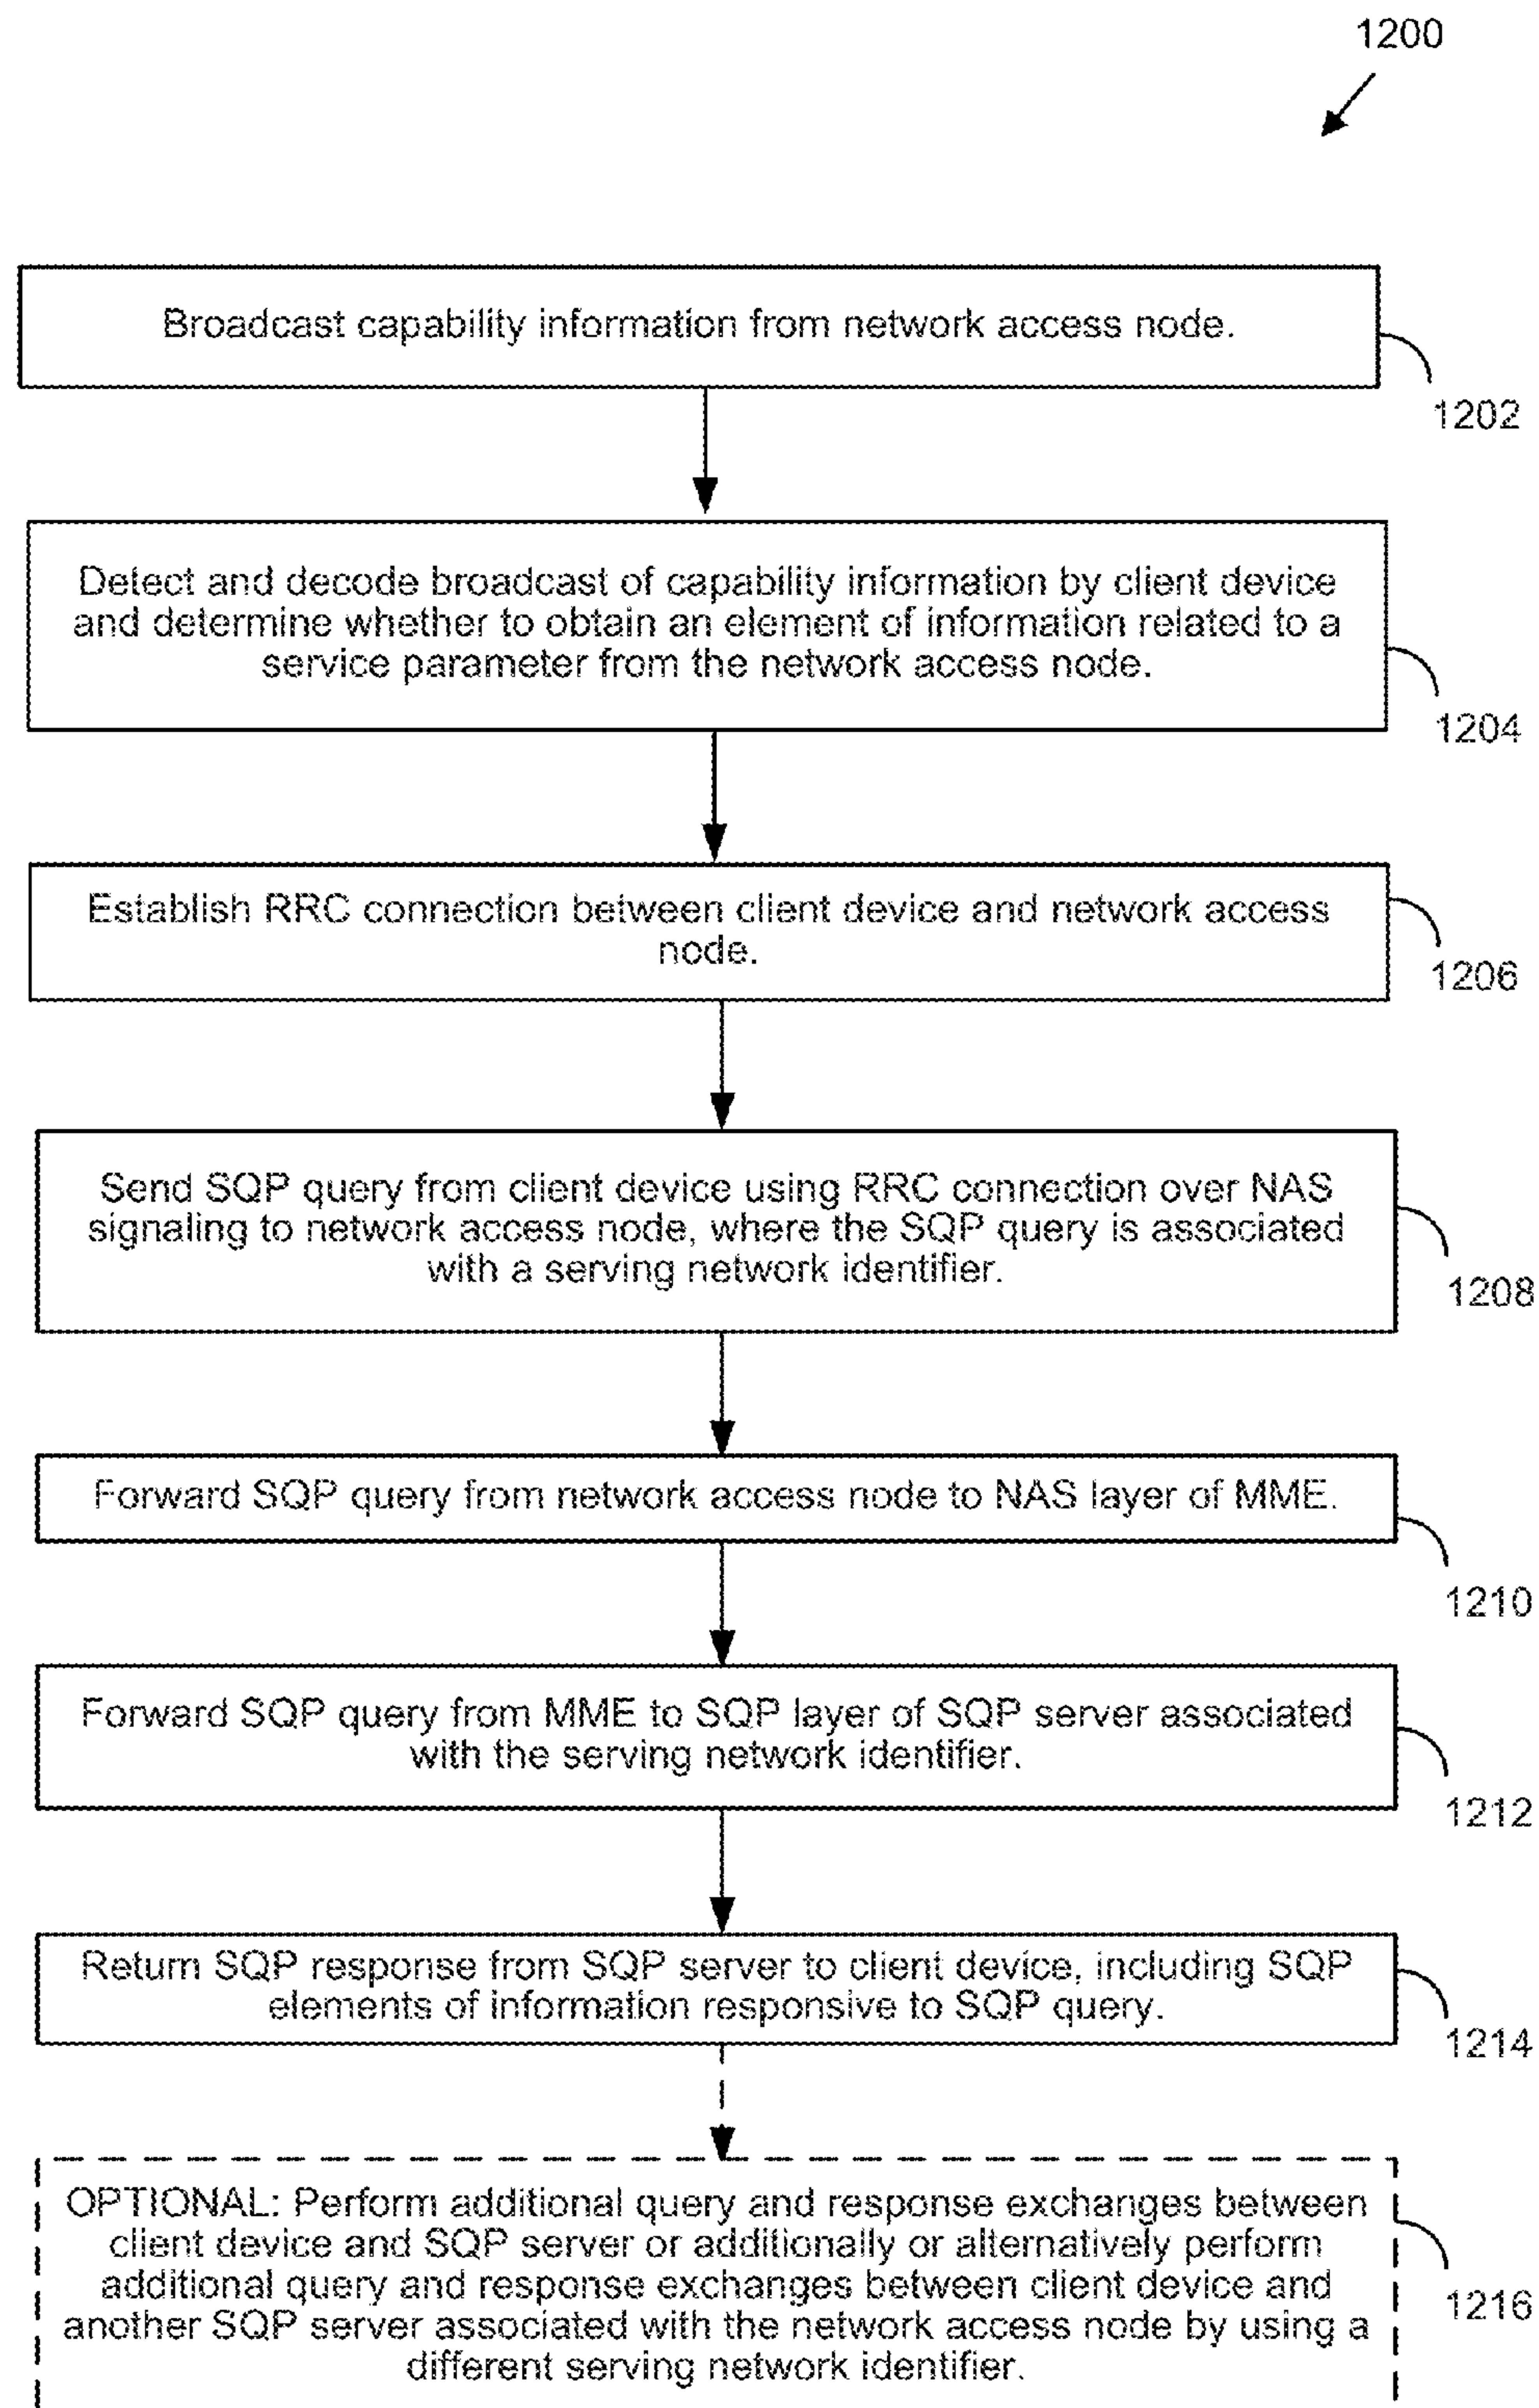 1200
Broadcast capability information from network access node.
1202
Detect and decode broadcast of capability information by client device
and determine whether to obtain an element of information related to a
service parameter from the network access node.
1204
Establish RRC connection between client device and network access
node.
1206
Send SQP query from client device using RRC connection over NAS
signaling to network access node, where the SQP query is associated
with a serving network identifier.
1208
Forward SQP query from network access node to NAS layer of MME.
1210
Forward SQP query from MME to SQP layer of SQP server associated
with the serving network identifier.
1212
Return SQP response from SQP server to client device, including SQP
elements of information responsive to SQP query.
1214
OPTIONAL: Perform additional query and response exchanges between
client device and SQP server or additionally or alternatively perform
additional query and response exchanges between client device and
another SQP server associated with the network access node by using a
different serving network identifier.
1216